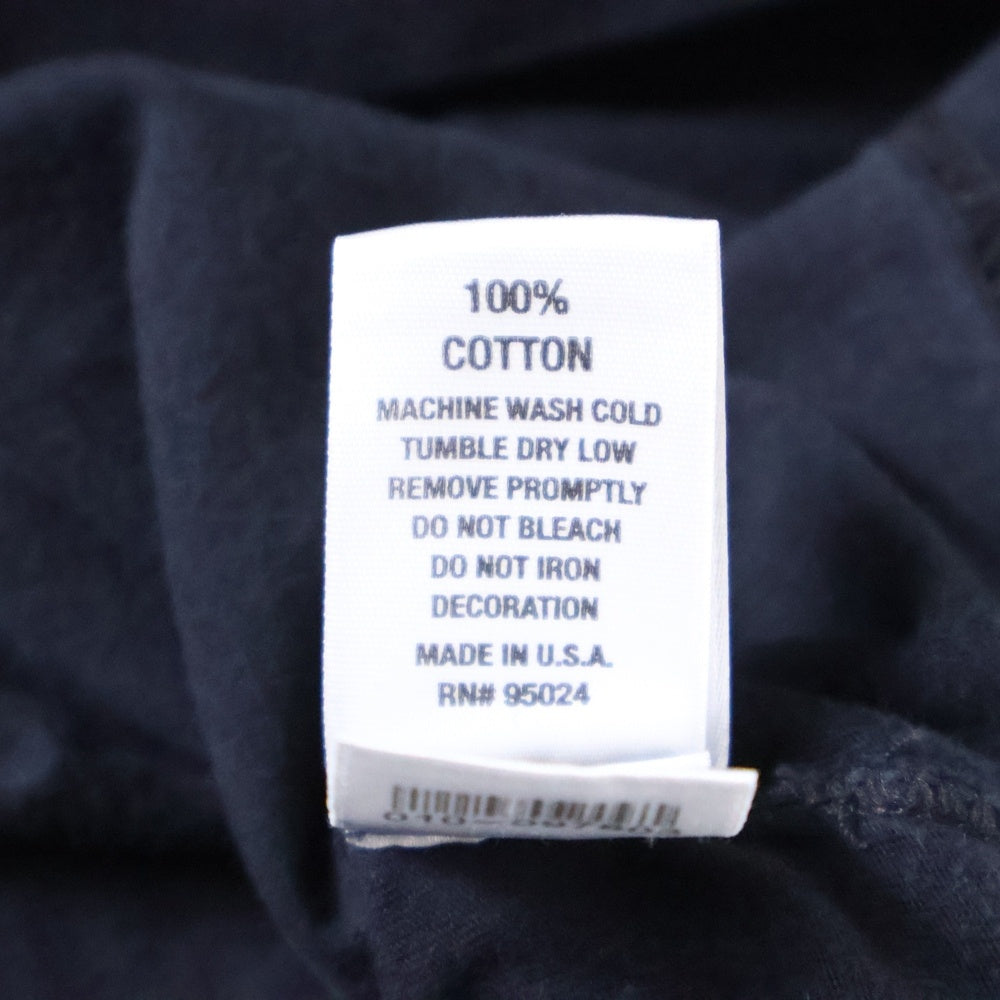 100%
COTTON
MACHINE WASH COLD
TUMBLE DRY LOW
REMOVE PROMPTLY
DO NOT BLEACH
DO NOT IRON
DECORATION
MADE IN U.S.A.
RN# 95024